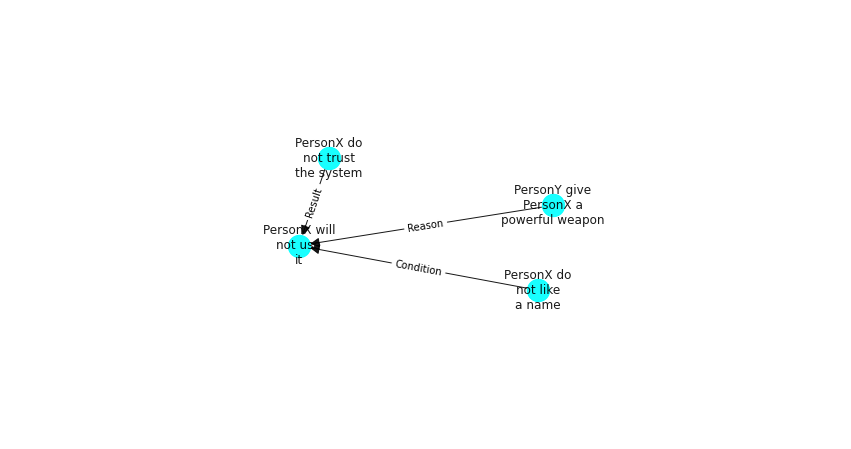 PersonX do
not trust
the system
PersonY give
PersonX a
powerful weapon
Result
Reason
PersonX will
not us
it
Condition
PersonX do
not like
a name